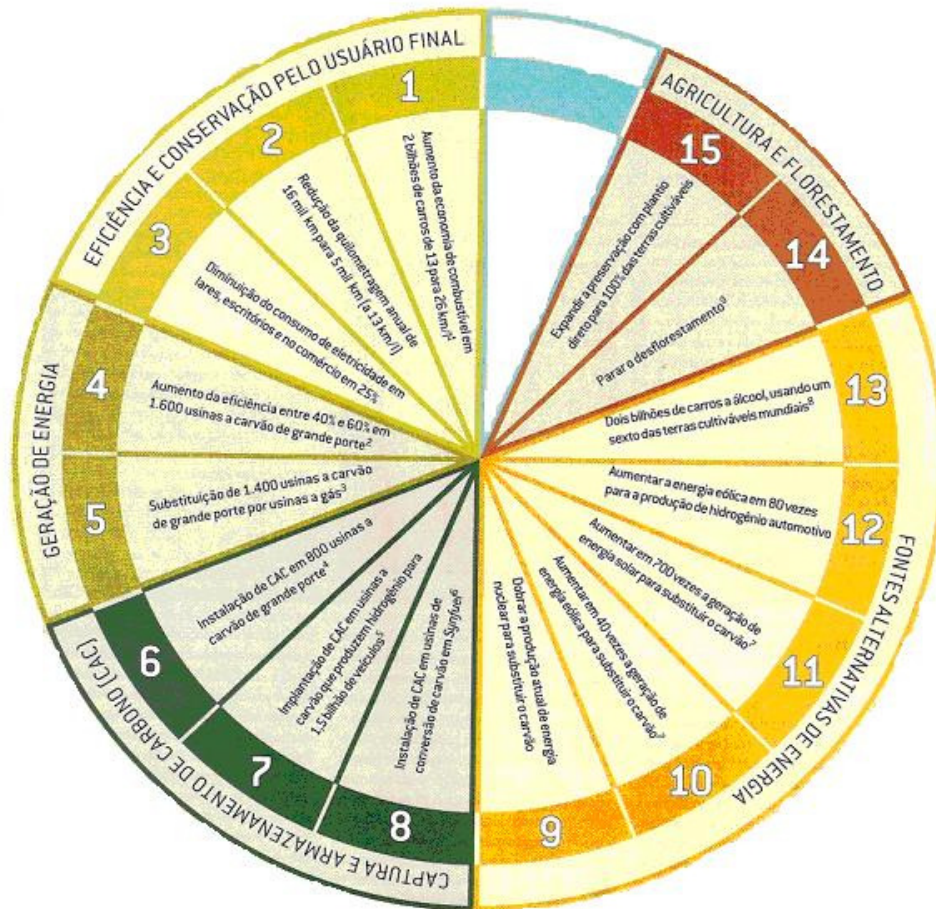 EFICIÊNCIA E CONSERVAÇÃO PELO USUÁRIO FINAL
1
Aumento da economia de combustível em
2 bilhões de carros de 13 para 26 km/l¹
2
Redução da quilometragem anual de
16 mil km para 5 mil km (a 13 km/l)
3
Diminuição do consumo de eletricidade em
lares, escritórios e no comércio em 25%
GERAÇÃO DE ENERGIA
4
Aumento da eficiência entre 40% e 60% em
1.600 usinas a carvão de grande porte²
5
Substituição de 1.400 usinas a carvão
de grande porte por usinas a gás³
CAPTURA E ARMAZENAMENTO DE CARBONO (CAC)
6
Instalação de CAC em 800 usinas a
carvão de grande porte⁴
7
Implantação de CAC em usinas a
carvão que produzem hidrogênio para
1,5 bilhão de veículos⁵
8
Instalação de CAC em usinas de
conversão de carvão em Syngfuel⁶
FONTES ALTERNATIVAS DE ENERGIA
9
Dobrar a produção atual de energia
nuclear para substituir o carvão
10
Aumentar em 40 vezes a geração de
energia eólica para substituir o carvão⁷
11
Aumentar em 700 vezes a geração de
energia solar para substituir o carvão⁷
12
Aumentar a energia eólica em 80 vezes
para a produção de hidrogênio automotivo
13
Dois bilhões de carros a álcool, usando um
sexto das terras cultiváveis mundiais⁸
AGRICULTURA E FLORESTAMENTO
14
Parar o desflorestamento⁹
15
Expandir a preservação com plantio
direto para 100% das terras cultiváveis